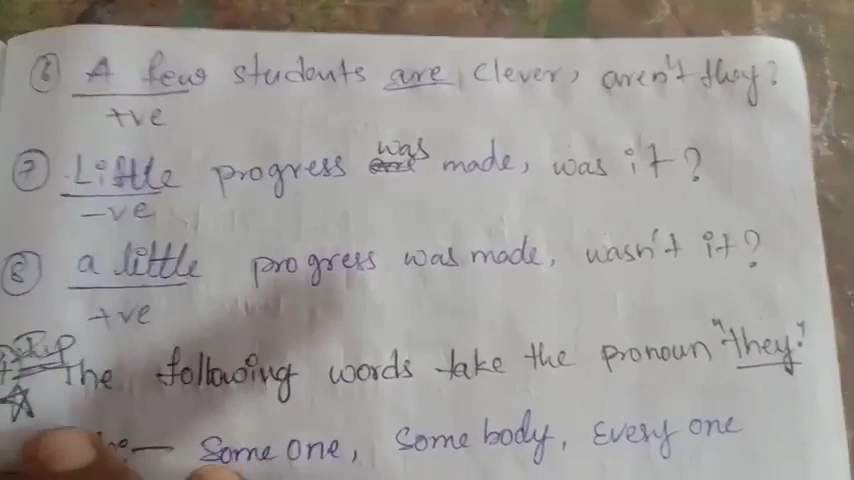 ⑥ A few students are clever, aren't they?
+ve
⑦ Little progress was made, was it?
-ve
⑧ a little progress was made, wasn't it?
+ve
The following words take the pronoun "they."
— Some one, Some body, Every one